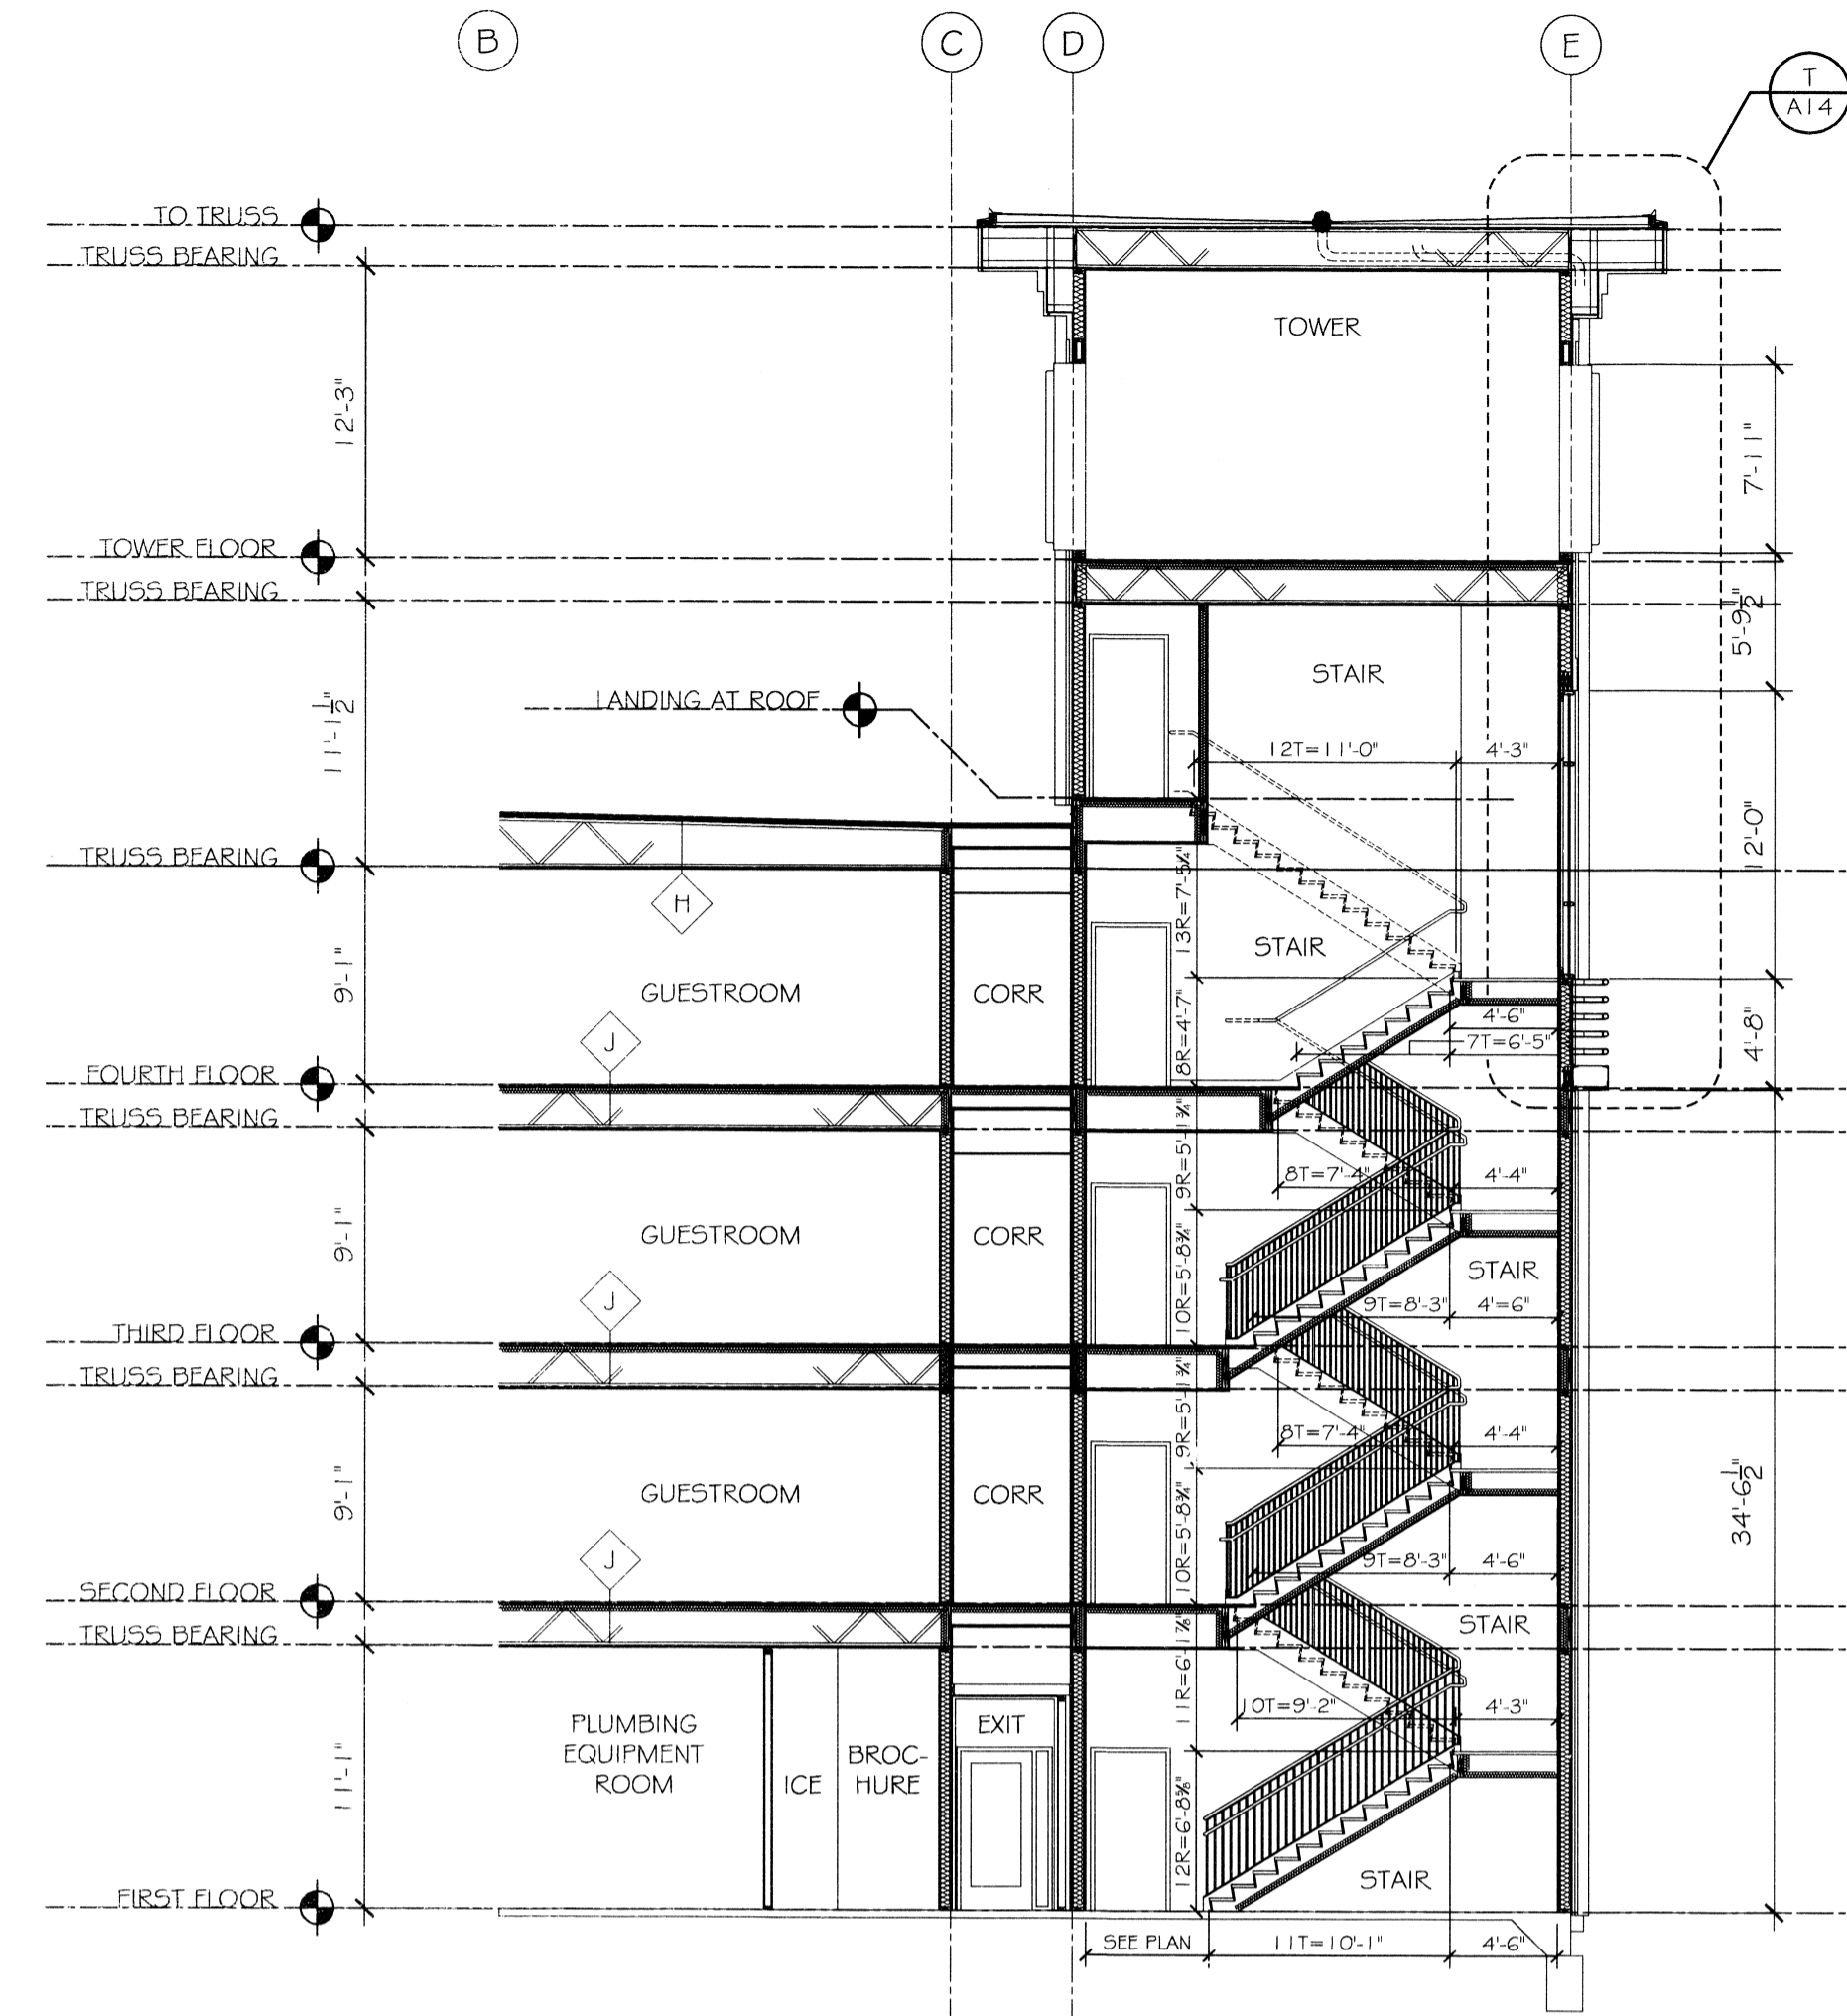 B
C
D
E
T
A14
TO TRUSS
TRUSS BEARING
TOWER
12'-3"
7'-11"
TOWER FLOOR
TRUSS BEARING
5'-9 1/2"
STAIR
LANDING AT ROOF
11'-1 1/2"
12T=11'-0"
4'-3"
12'-0"
TRUSS BEARING
13R=7'-5¼"
H
STAIR
9'-1"
GUESTROOM
CORR
8R=4'-7"
4'-6"
7T=6'-5"
4'-8"
J
FOURTH FLOOR
TRUSS BEARING
9R=5'-1¾"
8T=7'-4"
4'-4"
9'-1"
GUESTROOM
CORR
10R=5'-8¾"
STAIR
J
9T=8'-3"
4'=6"
THIRD FLOOR
TRUSS BEARING
9R=5'-1¼"
8T=7'-4"
4'-4"
9'-1"
GUESTROOM
CORR
10R=5'-8¾"
34'-6 1/2"
J
9T=8'-3"
4'-6"
SECOND FLOOR
TRUSS BEARING
STAIR
11R=6'-1⅞"
10T=9'-2"
4'-3"
PLUMBING
EQUIPMENT
ROOM
ICE
BROC-
HURE
EXIT
11'-1"
12R=6'-8⅜"
STAIR
FIRST FLOOR
SEE PLAN
11T=10'-1"
4'-6"